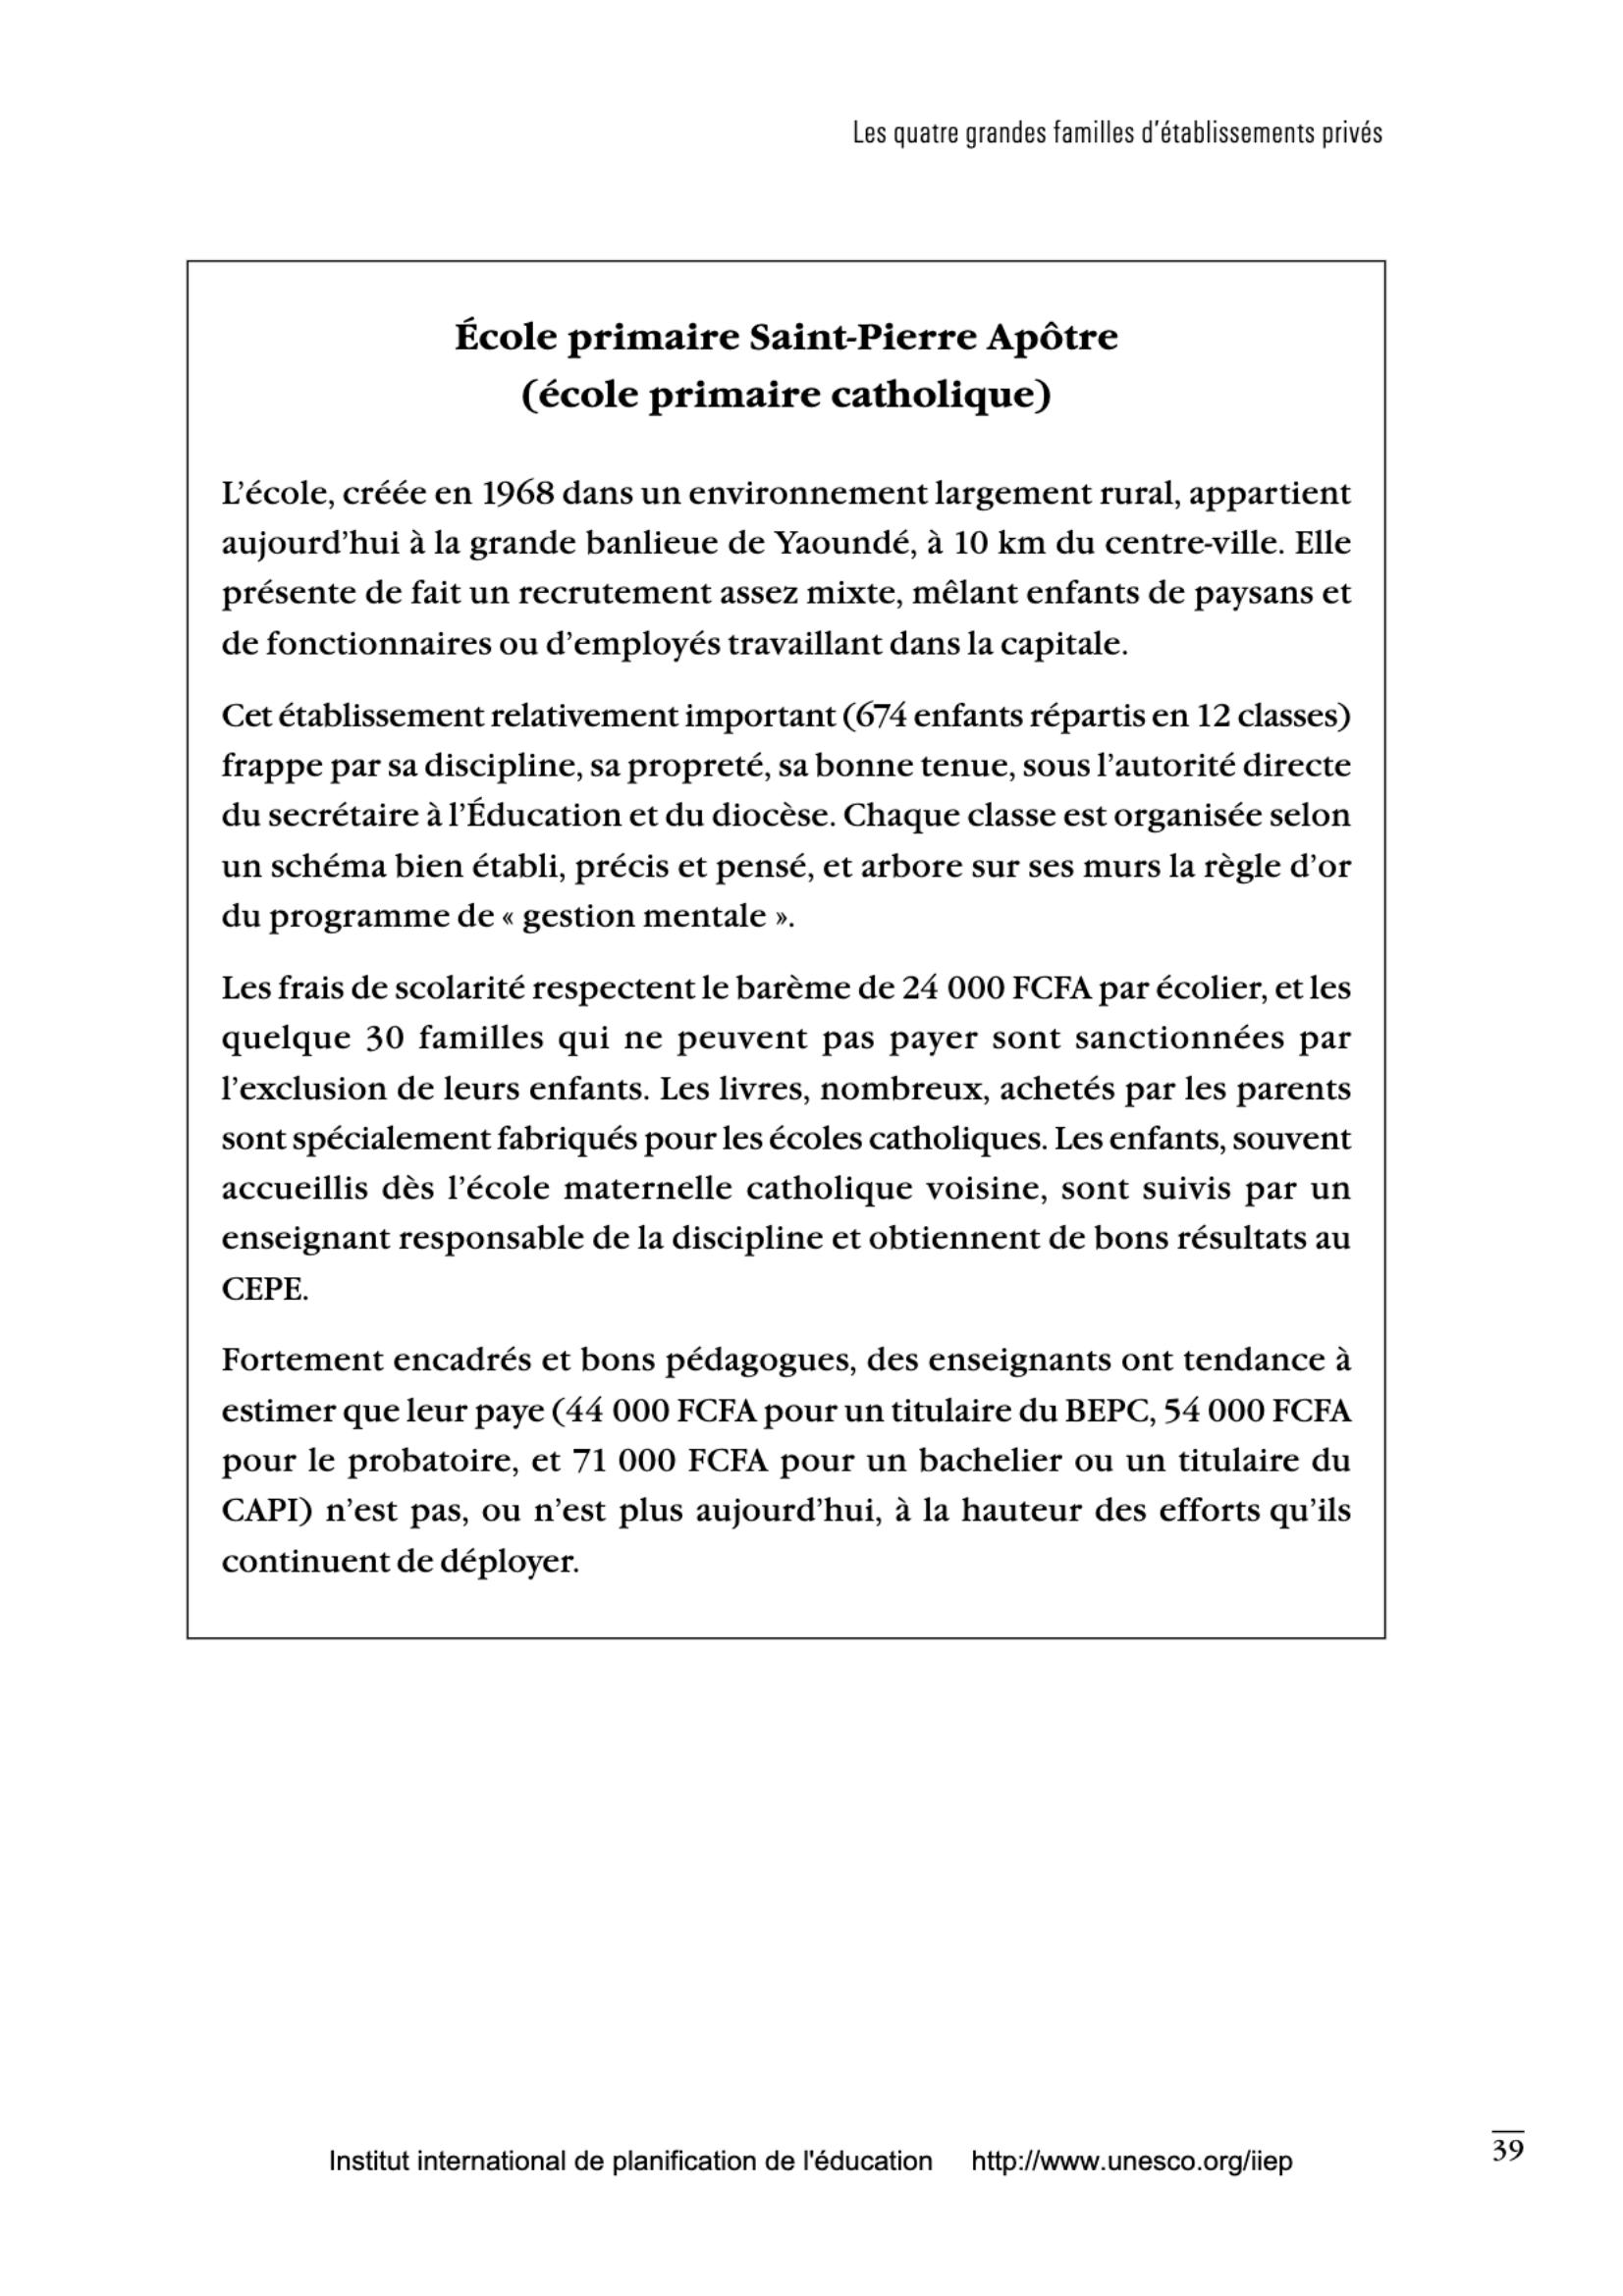 Les quatre grandes familles d'établissements privés
École primaire Saint-Pierre Apôtre
(école primaire catholique)
L'école, créée en 1968 dans un environnement largement rural, appartient
aujourd'hui à la grande banlieue de Yaoundé, à 10 km du centre-ville. Elle
présente de fait un recrutement assez mixte, mêlant enfants de paysans et
de fonctionnaires ou d'employés travaillant dans la capitale.
Cet établissement relativement important (674 enfants répartis en 12 classes)
frappe par sa discipline, sa propreté, sa bonne tenue, sous l'autorité directe
du secrétaire à l'Éducation et du diocèse. Chaque classe est organisée selon
un schéma bien établi, précis et pensé, et arbore sur ses murs la règle d'or
du programme de « gestion mentale ».
Les frais de scolarité respectent le barème de 24 000 FCFA par écolier, et les
quelque 30 familles qui ne peuvent pas payer sont sanctionnées par
l'exclusion de leurs enfants. Les livres, nombreux, achetés par les parents
sont spécialement fabriqués pour les écoles catholiques. Les enfants, souvent
accueillis dès l'école maternelle catholique voisine, sont suivis par un
enseignant responsable de la discipline et obtiennent de bons résultats au
CEPE.
Fortement encadrés et bons pédagogues, des enseignants ont tendance à
estimer que leur paye (44 000 FCFA pour un titulaire du BEPC, 54 000 FCFA
pour le probatoire, et 71 000 FCFA pour un bachelier ou un titulaire du
CAPI) n'est pas, ou n'est plus aujourd'hui, à la hauteur des efforts qu'ils
continuent de déployer.
39
Institut international de planification de l'éducation http://www.unesco.org/iiep